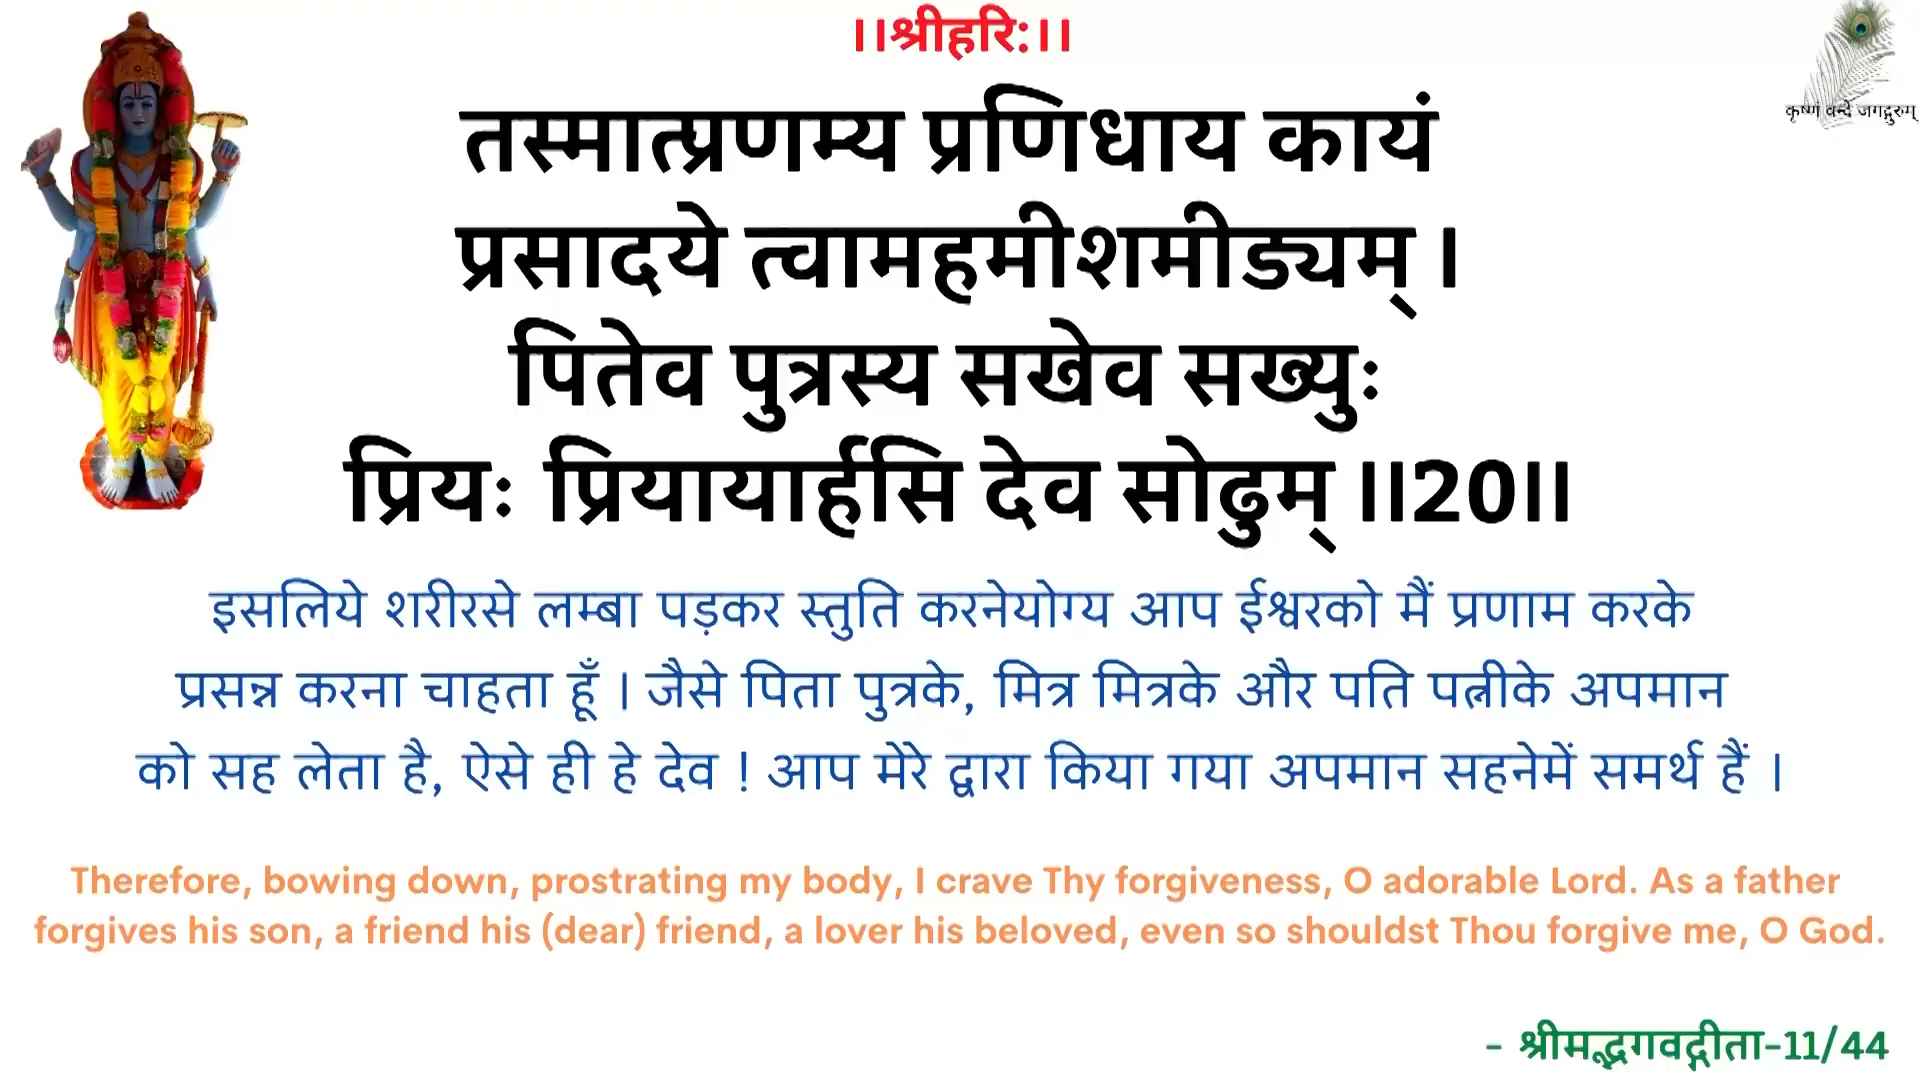 ।।श्रीहरि:।।
कृष्णं वन्दे जगद्गुरुम्
तस्मात्प्रणम्य प्रणिधाय कायं
प्रसादये त्वामहमीशमीड्यम् ।
पितेव पुत्रस्य सखेव सख्युः
प्रियः प्रियायार्हसि देव सोढुम् ।।20।।
इसलिये शरीरसे लम्बा पड़कर स्तुति करनेयोग्य आप ईश्वरको मैं प्रणाम करके
प्रसन्न करना चाहता हूँ । जैसे पिता पुत्रके, मित्र मित्रके और पति पत्नीके अपमान
को सह लेता है, ऐसे ही हे देव ! आप मेरे द्वारा किया गया अपमान सहनेमें समर्थ हैं ।
Therefore, bowing down, prostrating my body, I crave Thy forgiveness, O adorable Lord. As a father
forgives his son, a friend his (dear) friend, a lover his beloved, even so shouldst Thou forgive me, O God.
- श्रीमद्भगवद्गीता-11/44